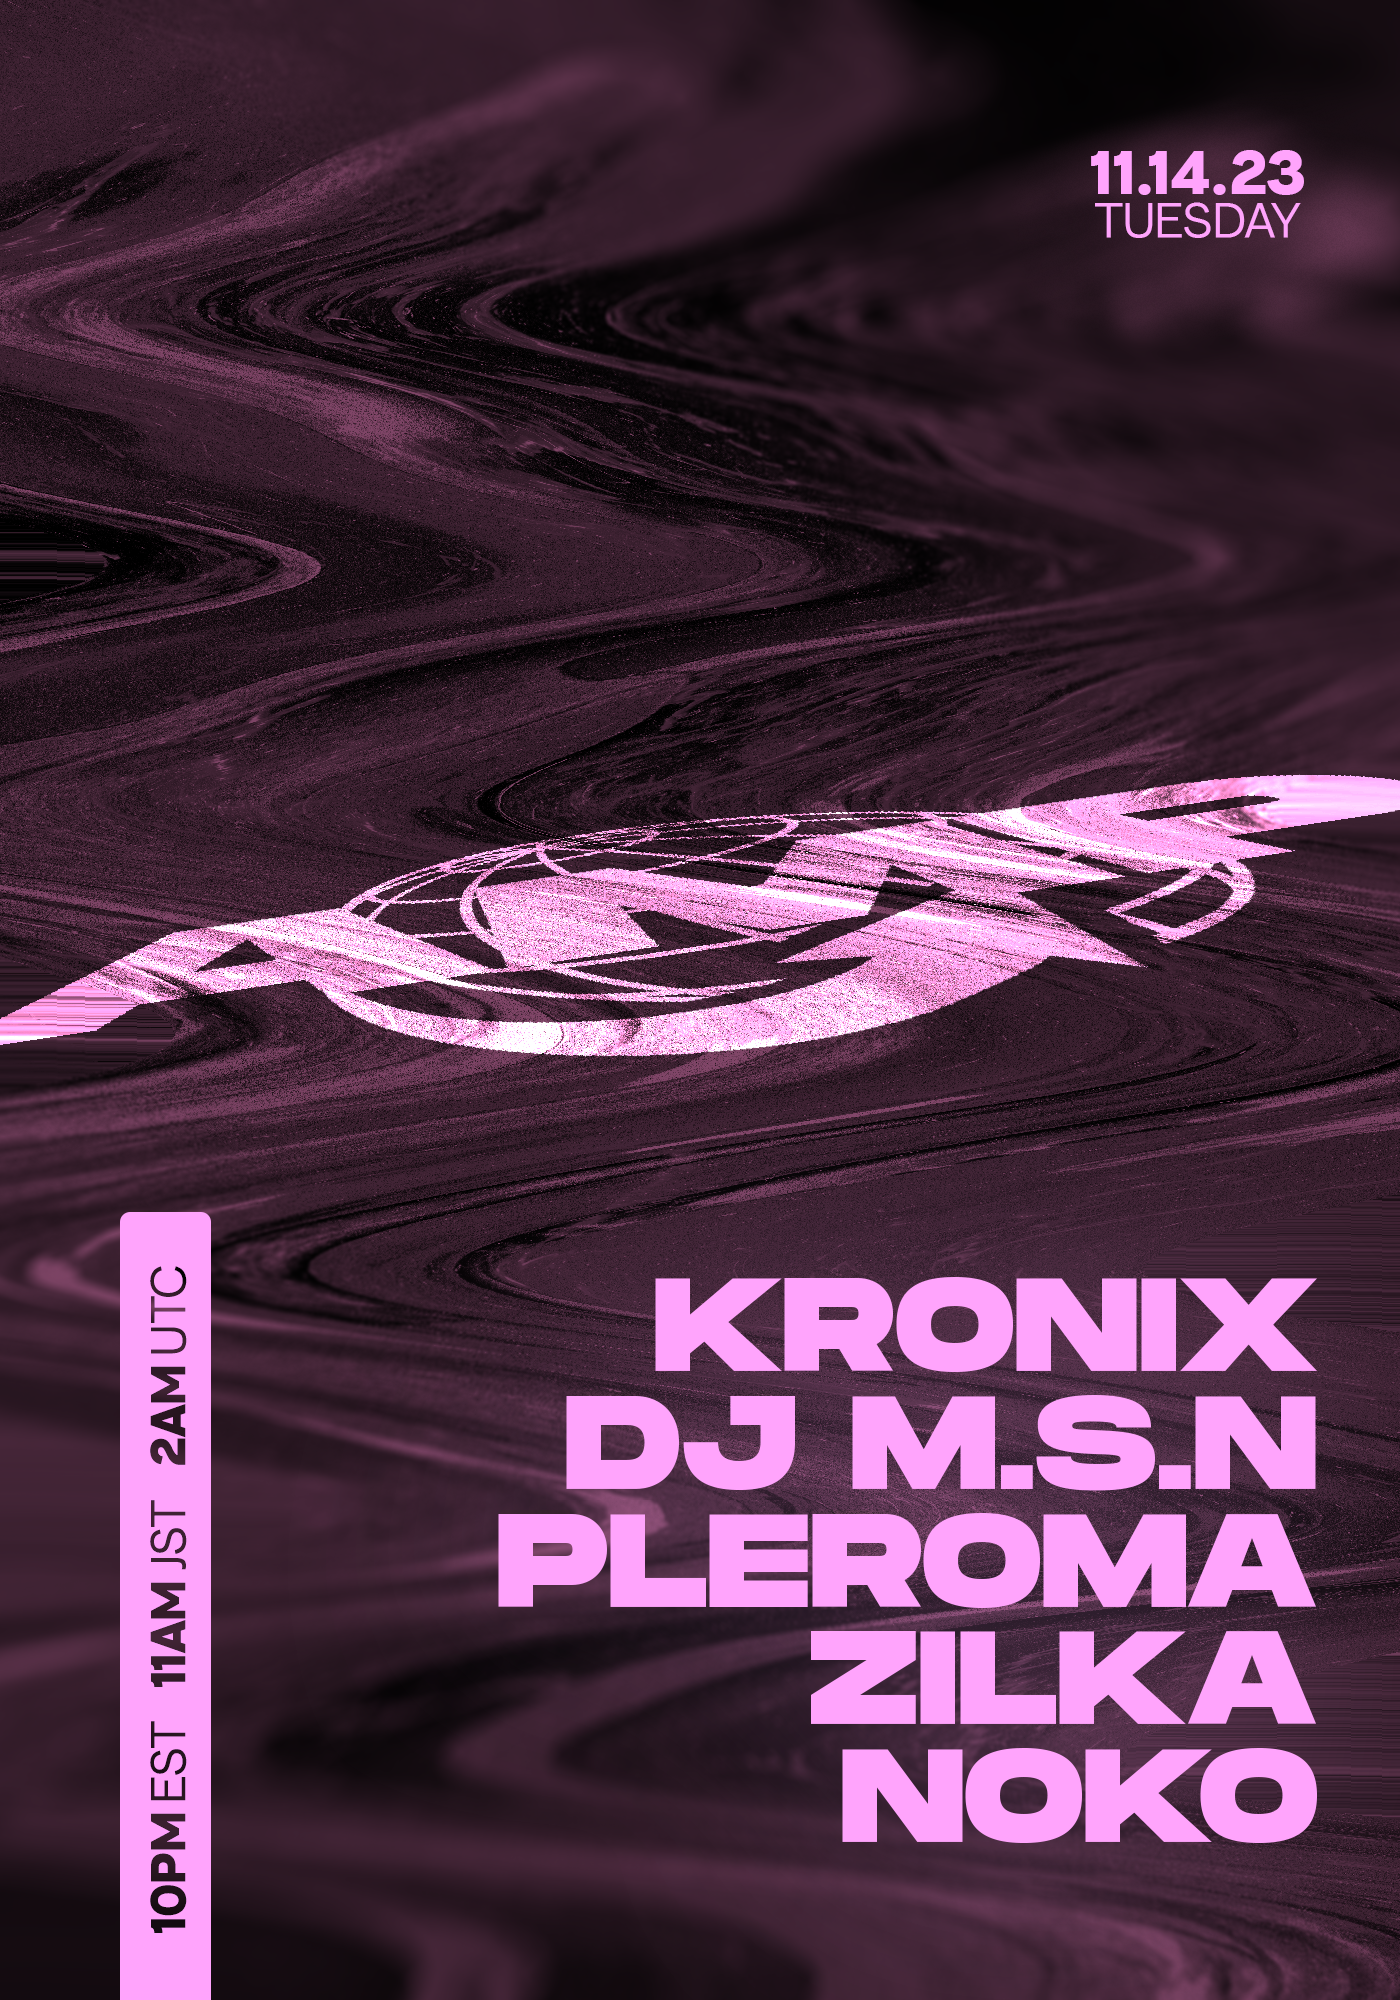 11.14.23
TUESDAY
KRONIX
DJ M.S.N
PLEROMA
ZILKA
NOKO
10PM EST 11AM JST 2AM UTC